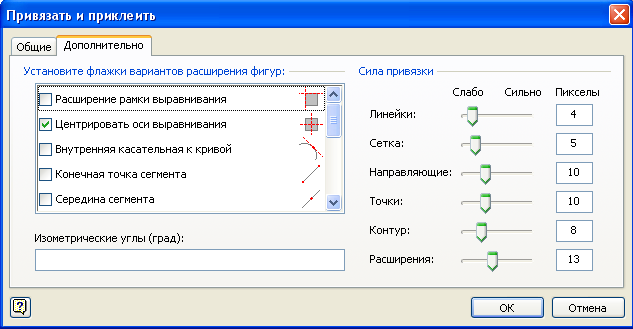 Привязать и приклеить
Общие
Дополнительно
Установите флажки вариантов расширения фигур:
Расширение рамки выравнивания
Центрировать оси выравнивания
Внутренняя касательная к кривой
Конечная точка сегмента
Середина сегмента
Изометрические углы (град):
Сила привязки
Слабо Сильно Пикселы
Линейки: 4
Сетка: 5
Направляющие: 10
Точки: 10
Контур: 8
Расширения: 13
?
ОК Отмена